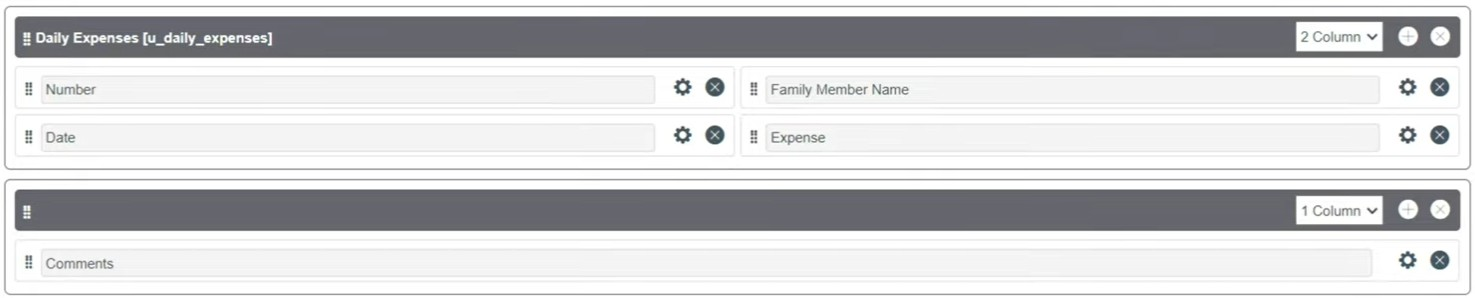 Daily Expenses [u_daily_expenses]
2 Column
Number
Family Member Name
Date
Expense
1 Column
Comments